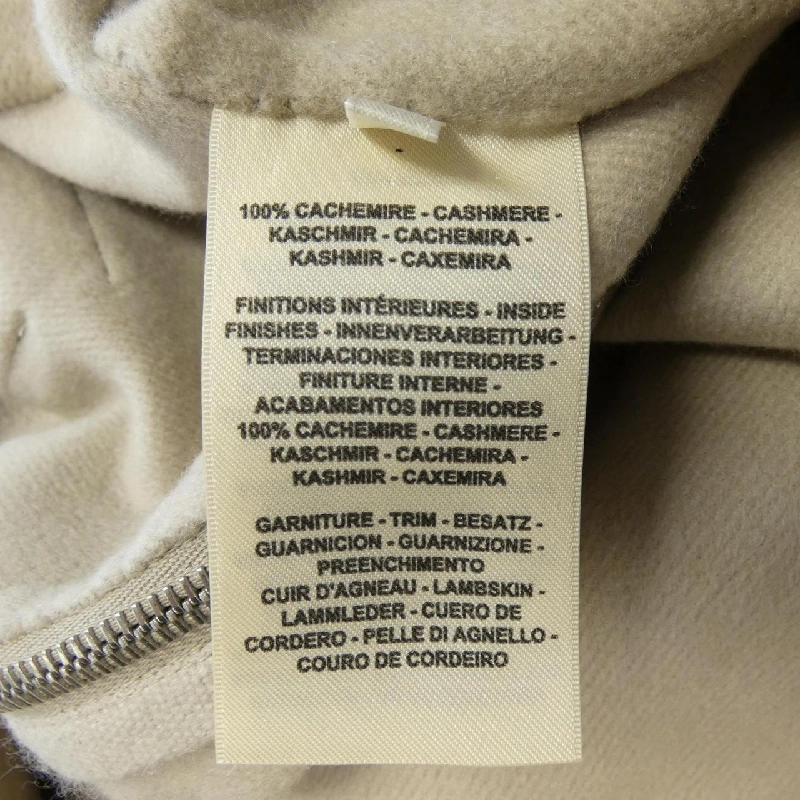 100% CACHEMIRE - CASHMERE -
KASCHMIR - CACHEMIRA -
KASHMIR - CAXEMIRA
FINITIONS INTÉRIEURES - INSIDE
FINISHES - INNENVERARBEITUNG -
TERMINACIONES INTERIORES -
FINITURE INTERNE -
ACABAMENTOS INTERIORES
100% CACHEMIRE - CASHMERE -
KASCHMIR - CACHEMIRA -
KASHMIR - CAXEMIRA
GARNITURE - TRIM - BESATZ -
GUARNICION - GUARNIZIONE -
PREENCHIMENTO
CUIR D'AGNEAU - LAMBSKIN -
LAMMLEDER - CUERO DE
CORDERO - PELLE DI AGNELLO -
COURO DE CORDEIRO